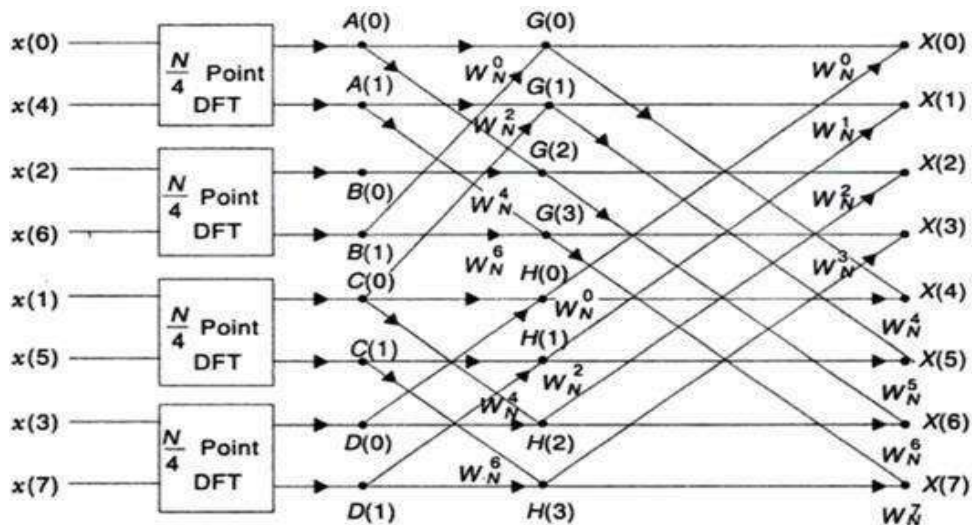 A(0) G(0)
x(0) N/4 Point DFT W_N^0 W_N^0 X(0)
A(1) G(1)
x(4) W_N^2 W_N^1 X(1)
G(2)
x(2) N/4 Point DFT B(0) W_N^4 W_N^2 X(2)
G(3)
x(6) B(1) W_N^6 W_N^3 X(3)
C(0) H(0)
x(1) N/4 Point DFT W_N^0 W_N^4 X(4)
C(1) H(1)
x(5) W_N^2 W_N^5 X(5)
W_N^4
x(3) N/4 Point DFT D(0) H(2) W_N^6 X(6)
W_N^6
x(7) D(1) H(3) W_N^7 X(7)